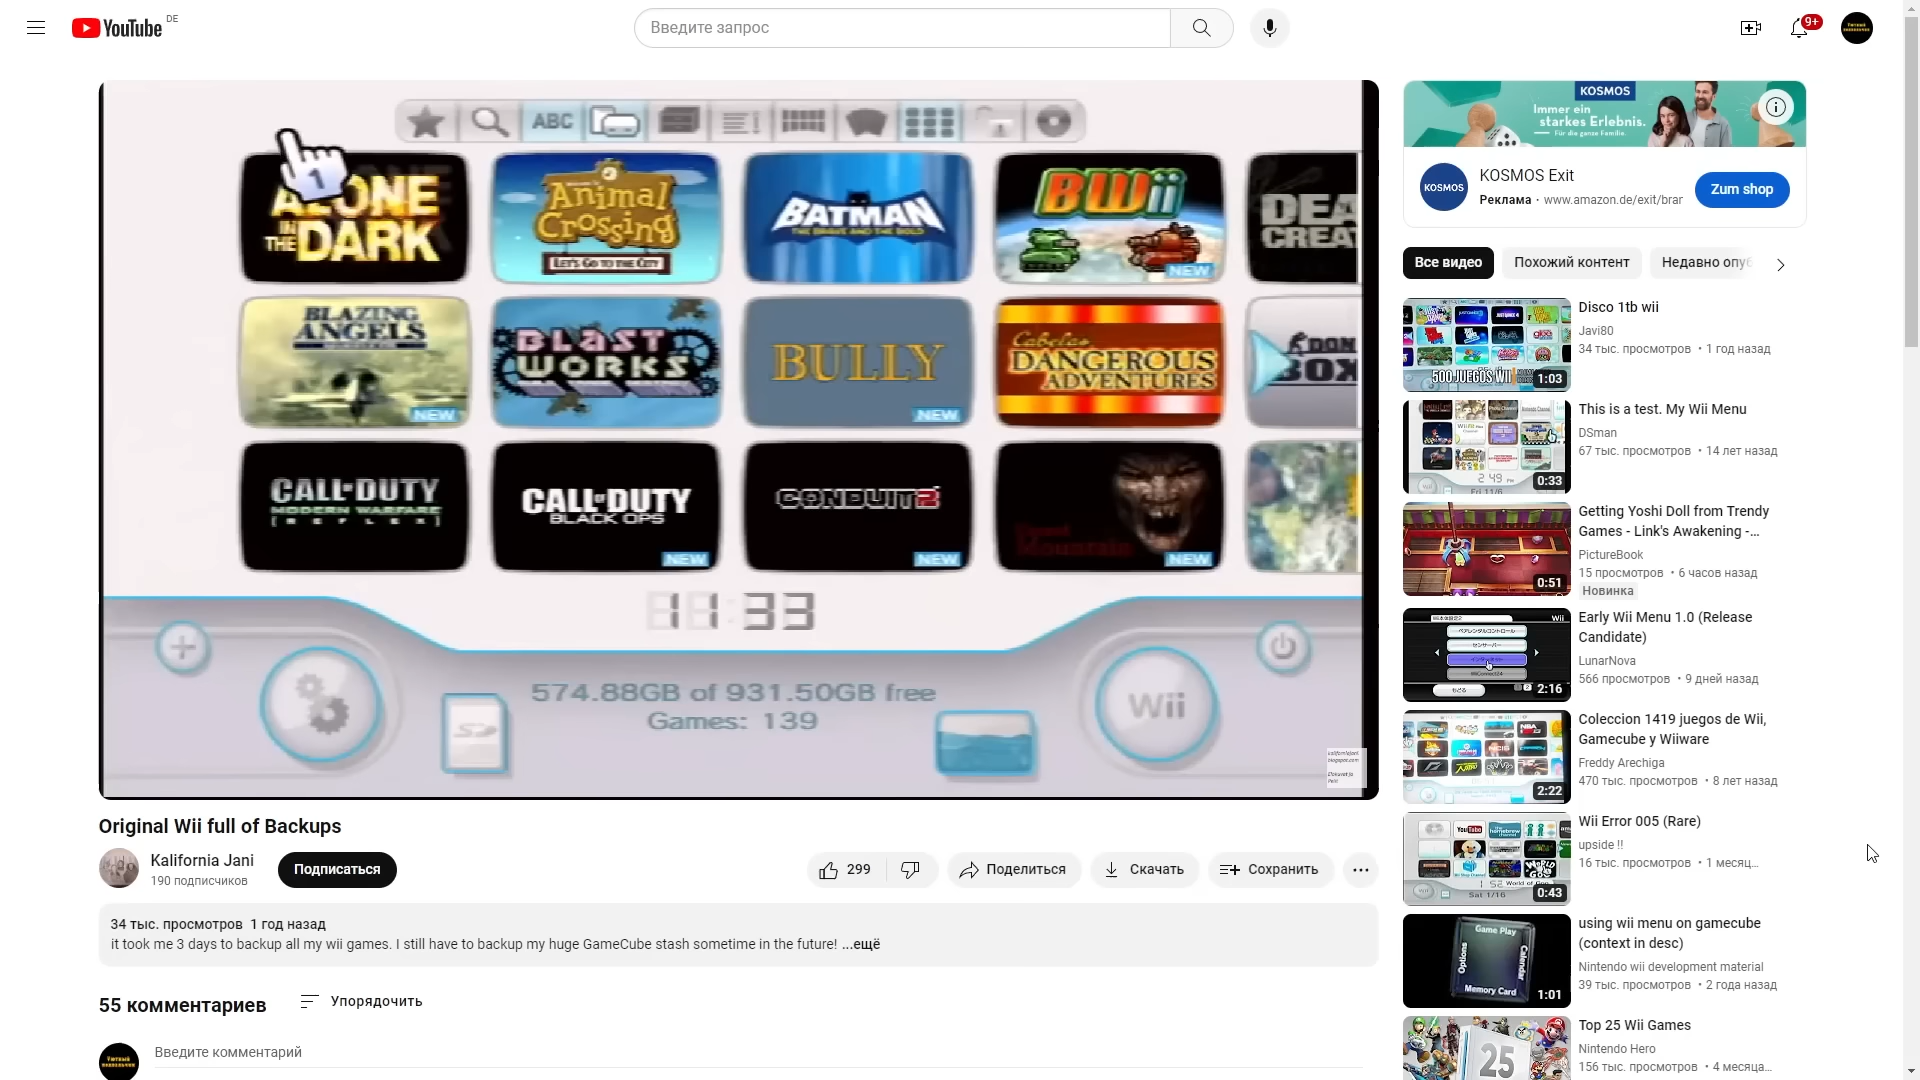 YouTube DE
Введите запрос
9+
ABC
ALONE IN THE DARK
Animal Crossing
LET'S GO TO THE CITY
BATMAN
THE BRAVE AND THE BOLD
BWii
NEW
DEA
CREA
BLAZING ANGELS
NEW
BLAST WORKS
BULLY
NEW
Cabela's
DANGEROUS ADVENTURES
CALL OF DUTY
MODERN WARFARE
[REFLEX]
CALL OF DUTY
BLACK OPS
NEW
CONDUIT 2
NEW
NEW
11:33
574.88GB of 931.50GB free
Games: 139
Wii
Original Wii full of Backups
Kalifornia Jani
190 подписчиков
Подписаться
299
Поделиться
Скачать
Сохранить
34 тыс. просмотров 1 год назад
it took me 3 days to backup all my wii games. I still have to backup my huge GameCube stash sometime in the future! ...ещё
55 комментариев
Упорядочить
Введите комментарий
KOSMOS
Immer ein
starkes Erlebnis.
Für die ganze Familie.
KOSMOS
KOSMOS Exit
Реклама • www.amazon.de/exit/brar
Zum shop
Все видео
Похожий контент
Недавно опуб
500 JUEGOS WII
1:03
Disco 1tb wii
Javi80
34 тыс. просмотров • 1 год назад
0:33
This is a test. My Wii Menu
DSman
67 тыс. просмотров • 14 лет назад
0:51
Getting Yoshi Doll from Trendy
Games - Link's Awakening -...
PictureBook
15 просмотров • 6 часов назад
Новинка
2:16
Early Wii Menu 1.0 (Release
Candidate)
LunarNova
566 просмотров • 9 дней назад
2:22
Coleccion 1419 juegos de Wii,
Gamecube y Wiiware
Freddy Arechiga
470 тыс. просмотров • 8 лет назад
0:43
Wii Error 005 (Rare)
upside !!
16 тыс. просмотров • 1 месяц...
Game Play
Options
Calendar
Memory Card
1:01
using wii menu on gamecube
(context in desc)
Nintendo wii development material
39 тыс. просмотров • 2 года назад
25
Top 25 Wii Games
Nintendo Hero
156 тыс. просмотров • 4 месяца...